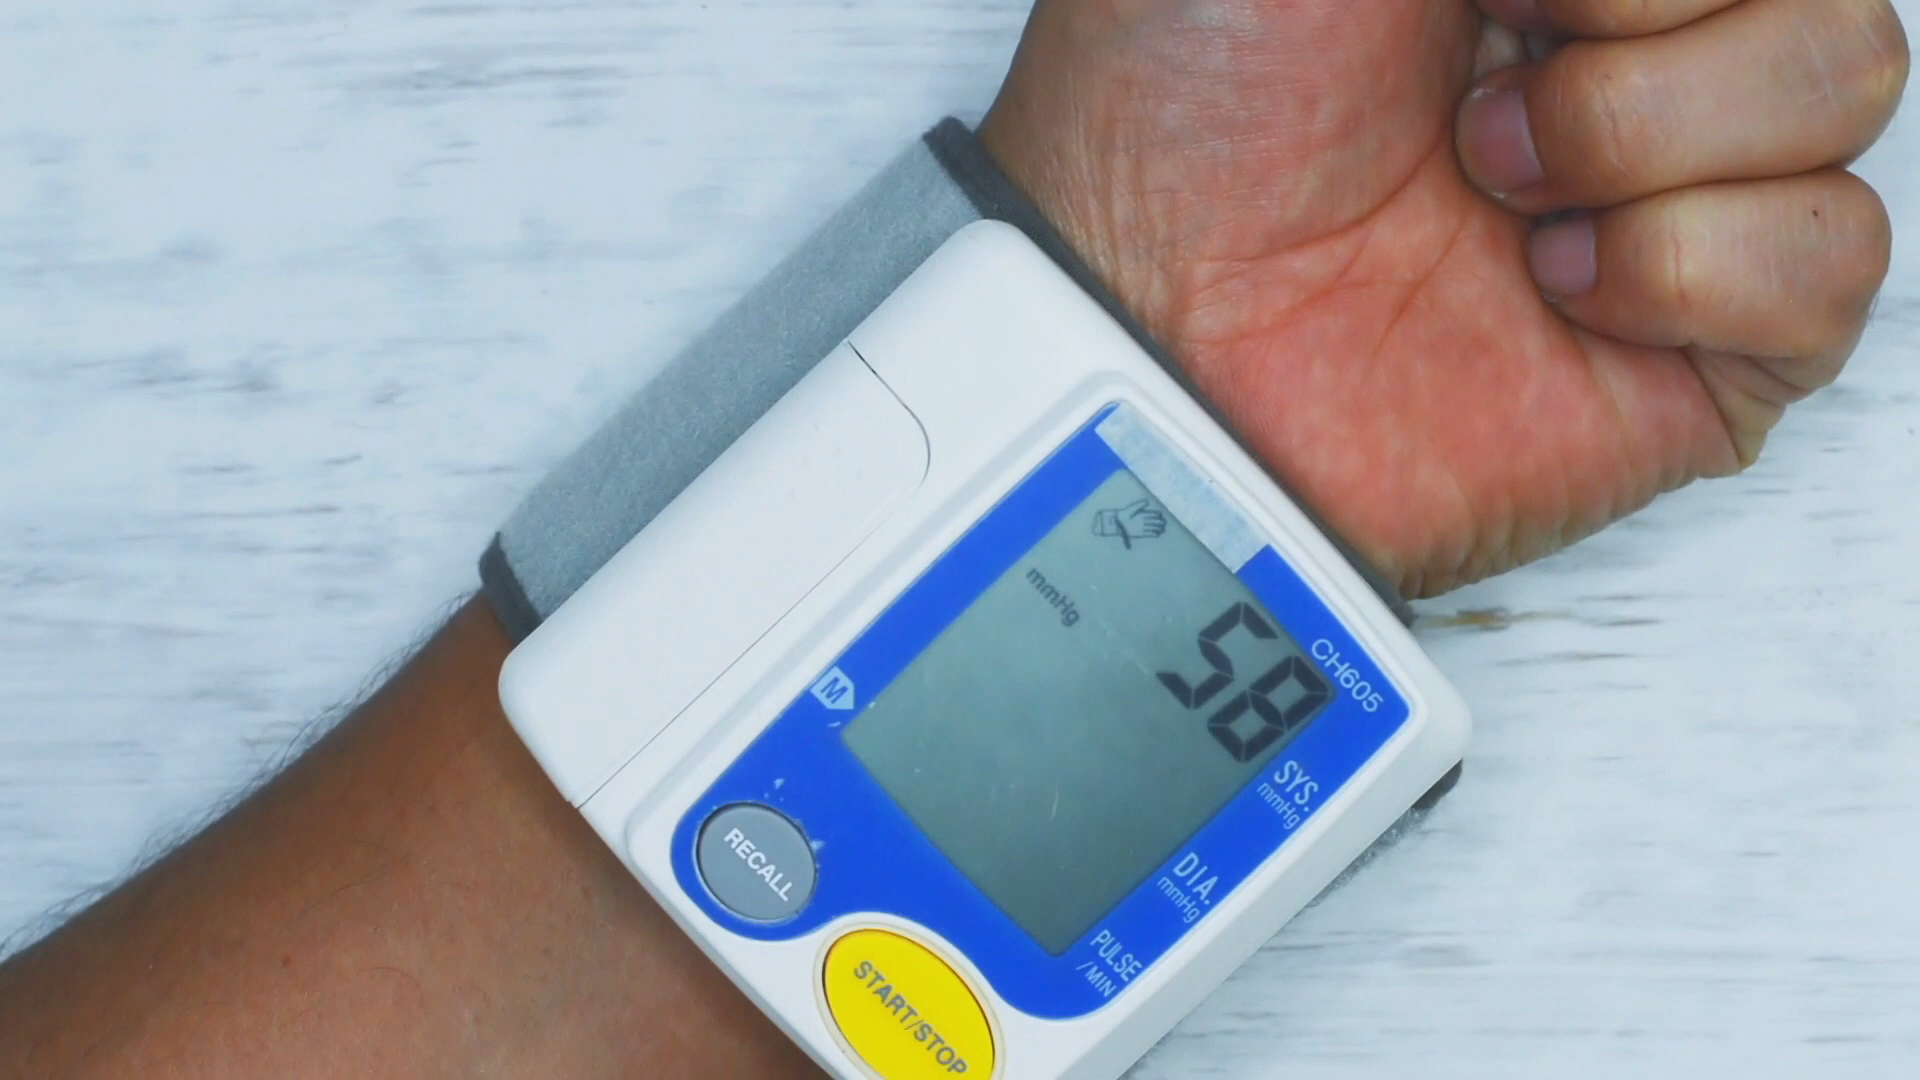 CH605
mmHg
58
SYS.
mmHg
DIA.
mmHg
PULSE
/MIN
M
RECALL
START/STOP